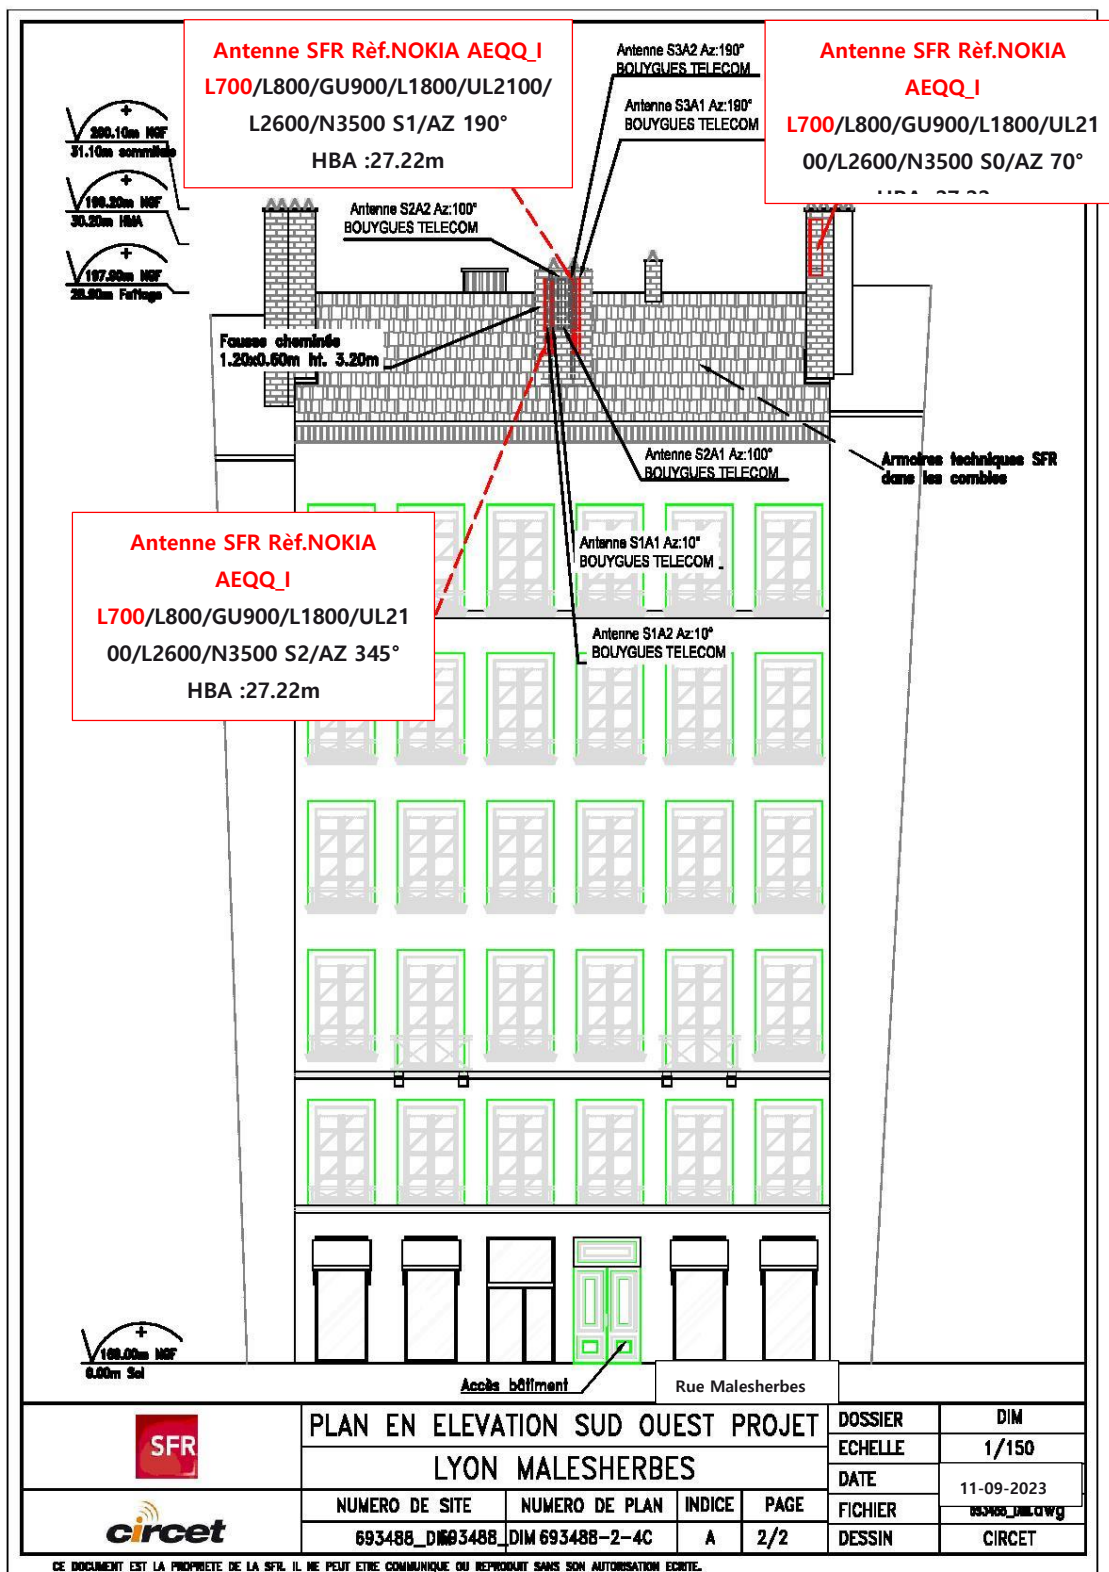 Antenne SFR Rèf.NOKIA AEQQ_I
L700/L800/GU900/L1800/UL2100/
L2600/N3500 S1/AZ 190°
HBA :27.22m
Antenne S3A2 Az:190°
BOUYGUES TELECOM
Antenne S3A1 Az:190°
BOUYGUES TELECOM
Antenne SFR Rèf.NOKIA
AEQQ_I
L700/L800/GU900/L1800/UL21
00/L2600/N3500 S0/AZ 70°
200.10m NGF
31.10m sommitale
199.20m NGF
30.20m HMA
197.90m NGF
28.90m Faîtage
Antenne S2A2 Az:100°
BOUYGUES TELECOM
Fausse cheminée
1.20x0.60m ht. 3.20m
Antenne S2A1 Az:100°
BOUYGUES TELECOM
Armoires techniques SFR
dans les combles
Antenne SFR Rèf.NOKIA
AEQQ_I
L700/L800/GU900/L1800/UL21
00/L2600/N3500 S2/AZ 345°
HBA :27.22m
Antenne S1A1 Az:10°
BOUYGUES TELECOM
Antenne S1A2 Az:10°
BOUYGUES TELECOM
0.00m Sol
Accès bâtiment
Rue Malesherbes
SFR
circet
PLAN EN ELEVATION SUD OUEST PROJET
LYON MALESHERBES
NUMERO DE SITE NUMERO DE PLAN INDICE PAGE
693488_DIM 693488_DIM 693488-2-4C A 2/2
DOSSIER DIM
ECHELLE 1/150
DATE 11-09-2023
FICHIER 693488_DIM.dwg
DESSIN CIRCET
CE DOCUMENT EST LA PROPRIETE DE LA SFR. IL NE PEUT ETRE COMMUNIQUE OU REPRODUIT SANS SON AUTORISATION ECRITE.